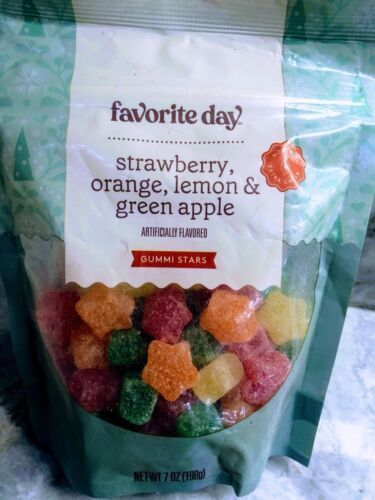 favorite day
strawberry,
orange, lemon &
green apple
ARTIFICIALLY FLAVORED
GUMMI STARS
NET WT 7 OZ (198g)